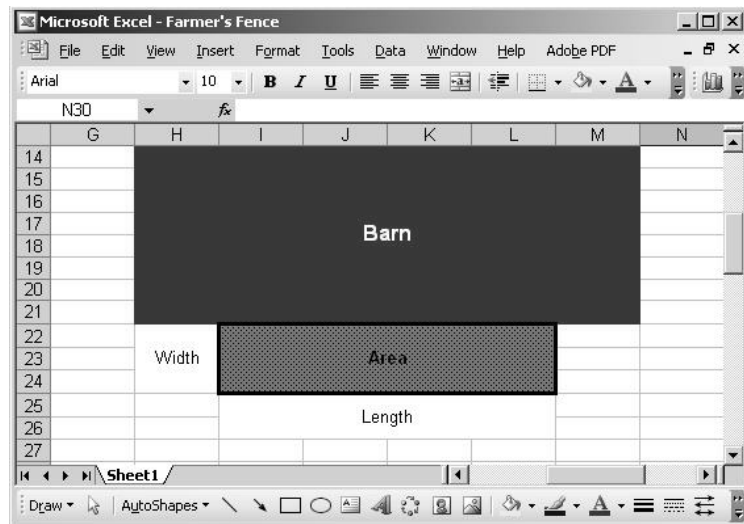 Microsoft Excel - Farmer's Fence
File Edit View Insert Format Tools Data Window Help Adobe PDF
Arial 10 B I U A
N30 fx
G H I J K L M N
14
15
16
17
Barn
18
19
20
21
22
23 Width Area
24
25
Length
26
27
Sheet1
Draw AutoShapes A A